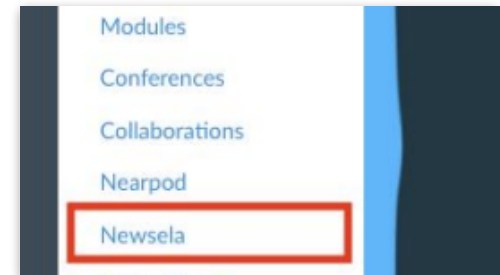 Modules
Conferences
Collaborations
Nearpod
Newsela